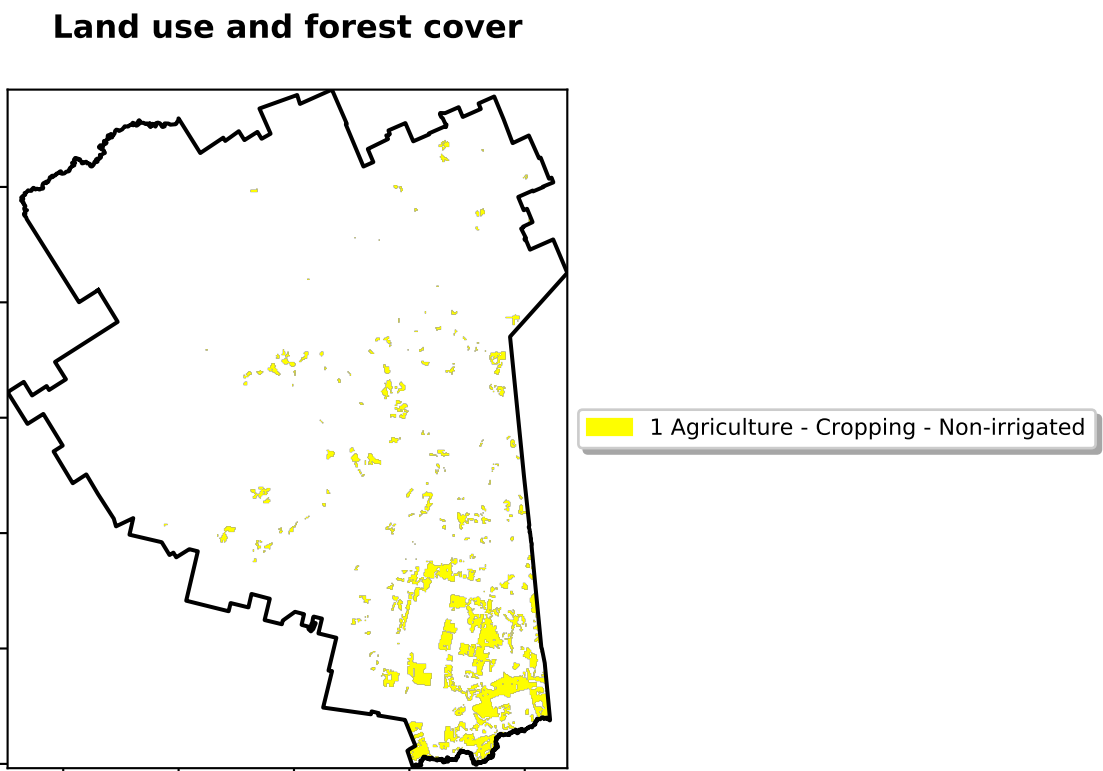 Land use and forest cover
1 Agriculture - Cropping - Non-irrigated